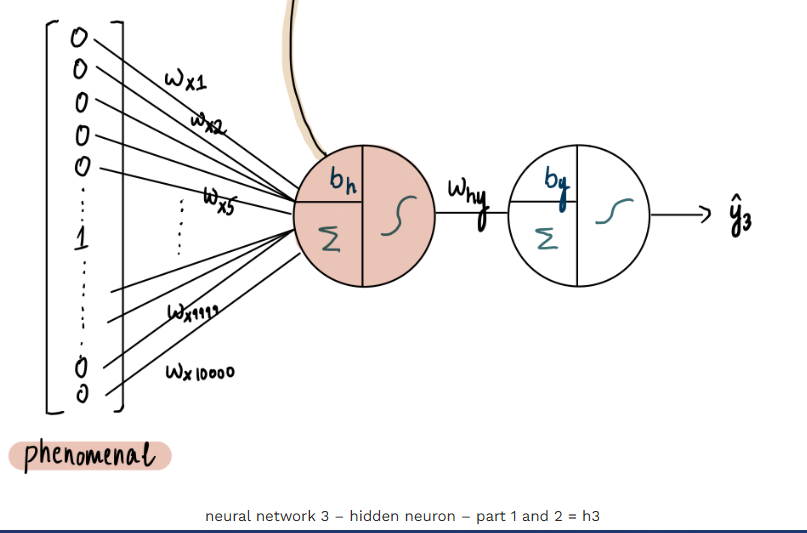 0
0
0
0
0
1
0
0
Wx1
Wx2
Wx5
Wx9999
Wx10000
bh
Σ
∫
Why
by
Σ
∫
ŷ3
phenomenal
neural network 3 – hidden neuron – part 1 and 2 = h3